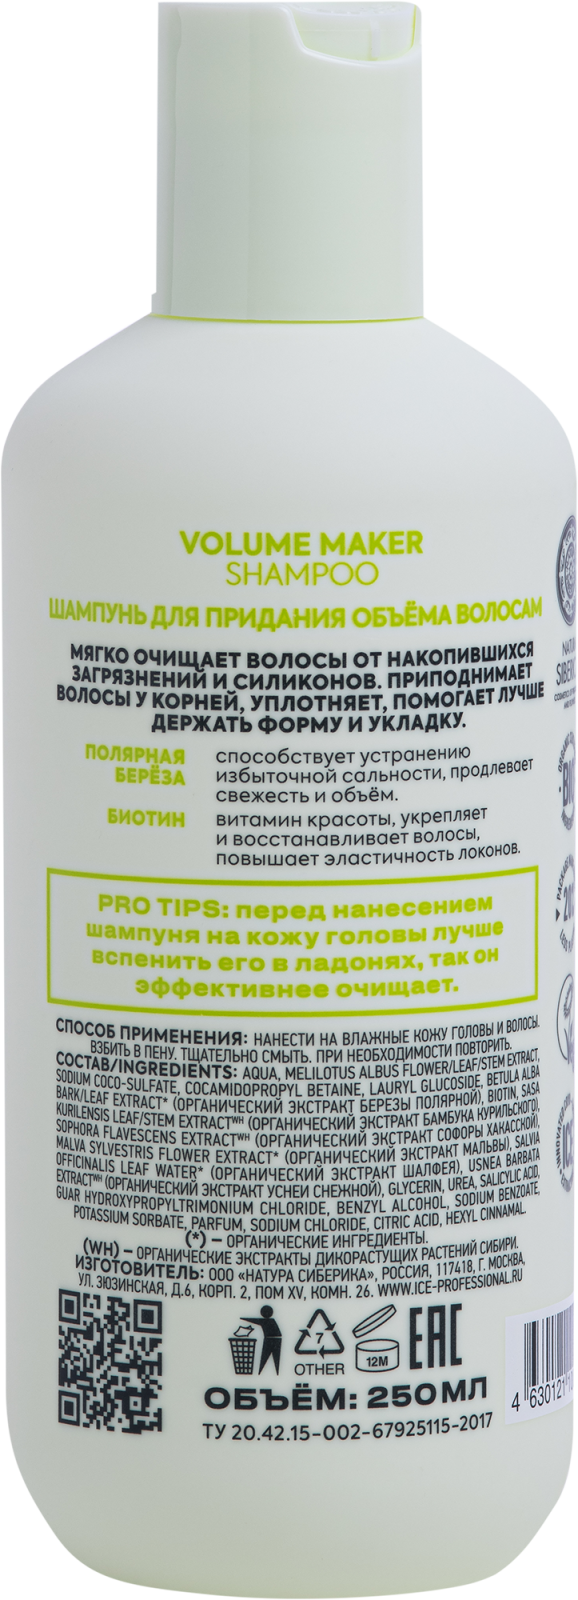 VOLUME MAKER
SHAMPOO
ШАМПУНЬ ДЛЯ ПРИДАНИЯ ОБЪЁМА ВОЛОСАМ
МЯГКО ОЧИЩАЕТ ВОЛОСЫ ОТ НАКОПИВШИХСЯ
ЗАГРЯЗНЕНИЙ И СИЛИКОНОВ. ПРИПОДНИМАЕТ
ВОЛОСЫ У КОРНЕЙ, УПЛОТНЯЕТ, ПОМОГАЕТ ЛУЧШЕ
ДЕРЖАТЬ ФОРМУ И УКЛАДКУ.
ПОЛЯРНАЯ
БЕРЁЗА
способствует устранению
избыточной сальности, продлевает
свежесть и объём.
БИОТИН
витамин красоты, укрепляет
и восстанавливает волосы,
повышает эластичность локонов.
PRO TIPS: перед нанесением
шампуня на кожу головы лучше
вспенить его в ладонях, так он
эффективнее очищает.
СПОСОБ ПРИМЕНЕНИЯ: НАНЕСТИ НА ВЛАЖНЫЕ КОЖУ ГОЛОВЫ И ВОЛОСЫ.
ВЗБИТЬ В ПЕНУ. ТЩАТЕЛЬНО СМЫТЬ. ПРИ НЕОБХОДИМОСТИ ПОВТОРИТЬ.
СОСТАВ/INGREDIENTS: AQUA, MELILOTUS ALBUS FLOWER/LEAF/STEM EXTRACT,
SODIUM COCO-SULFATE, COCAMIDOPROPYL BETAINE, LAURYL GLUCOSIDE, BETULA ALBA
BARK/LEAF EXTRACT* (ОРГАНИЧЕСКИЙ ЭКСТРАКТ БЕРЕЗЫ ПОЛЯРНОЙ), BIOTIN, SASA
KURILENSIS LEAF/STEM EXTRACTWH (ОРГАНИЧЕСКИЙ ЭКСТРАКТ БАМБУКА КУРИЛЬСКОГО),
SOPHORA FLAVESCENS EXTRACTWH (ОРГАНИЧЕСКИЙ ЭКСТРАКТ СОФОРЫ ХАКАССКОЙ),
MALVA SYLVESTRIS FLOWER EXTRACT* (ОРГАНИЧЕСКИЙ ЭКСТРАКТ МАЛЬВЫ), SALVIA
OFFICINALIS LEAF WATER* (ОРГАНИЧЕСКИЙ ЭКСТРАКТ ШАЛФЕЯ), USNEA BARBATA
EXTRACTWH (ОРГАНИЧЕСКИЙ ЭКСТРАКТ УСНЕИ СНЕЖНОЙ), GLYCERIN, UREA, SALICYLIC ACID,
GUAR HYDROXYPROPYLTRIMONIUM CHLORIDE, BENZYL ALCOHOL, SODIUM BENZOATE,
POTASSIUM SORBATE, PARFUM, SODIUM CHLORIDE, CITRIC ACID, HEXYL CINNAMAL.
(*) – ОРГАНИЧЕСКИЕ ИНГРЕДИЕНТЫ.
(WH) – ОРГАНИЧЕСКИЕ ЭКСТРАКТЫ ДИКОРАСТУЩИХ РАСТЕНИЙ СИБИРИ.
ИЗГОТОВИТЕЛЬ: ООО «НАТУРА СИБЕРИКА», РОССИЯ, 117418, Г. МОСКВА,
УЛ. ЗЮЗИНСКАЯ, Д.6, КОРП. 2, ПОМ XV, КОМН. 26. WWW.ICE-PROFESSIONAL.RU
7
OTHER
12M
EAC
ОБЪЁМ: 250МЛ
ТУ 20.42.15-002-67925115-2017
4 630121